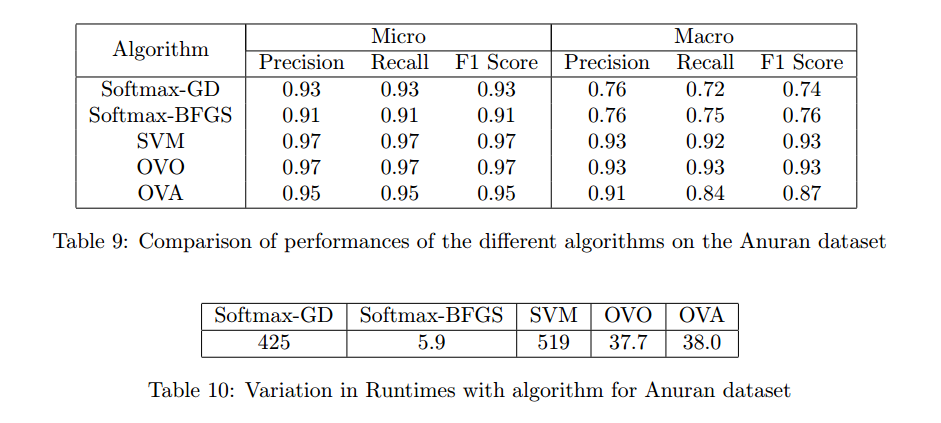 Algorithm Micro Macro
Precision Recall F1 Score Precision Recall F1 Score
Softmax-GD 0.93 0.93 0.93 0.76 0.72 0.74
Softmax-BFGS 0.91 0.91 0.91 0.76 0.75 0.76
SVM 0.97 0.97 0.97 0.93 0.92 0.93
OVO 0.97 0.97 0.97 0.93 0.93 0.93
OVA 0.95 0.95 0.95 0.91 0.84 0.87
Table 9: Comparison of performances of the different algorithms on the Anuran dataset
Softmax-GD Softmax-BFGS SVM OVO OVA
425 5.9 519 37.7 38.0
Table 10: Variation in Runtimes with algorithm for Anuran dataset